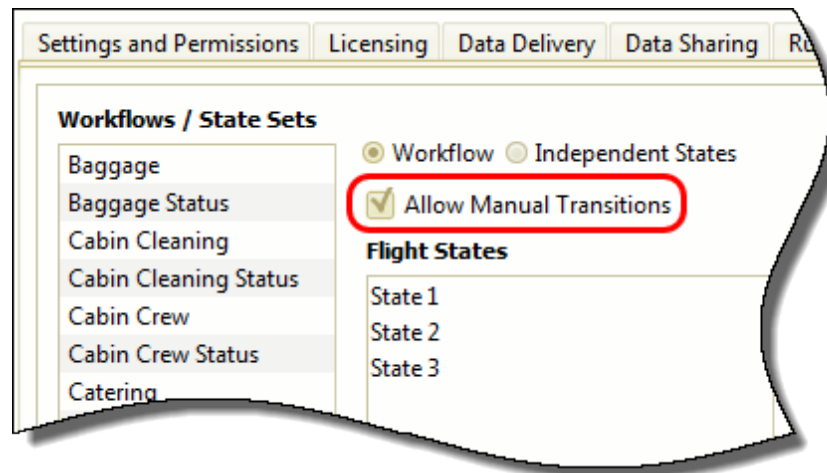 Settings and Permissions Licensing Data Delivery Data Sharing
Workflows / State Sets
Baggage
Baggage Status
Cabin Cleaning
Cabin Cleaning Status
Cabin Crew
Cabin Crew Status
Catering
Workflow Independent States
Allow Manual Transitions
Flight States
State 1
State 2
State 3